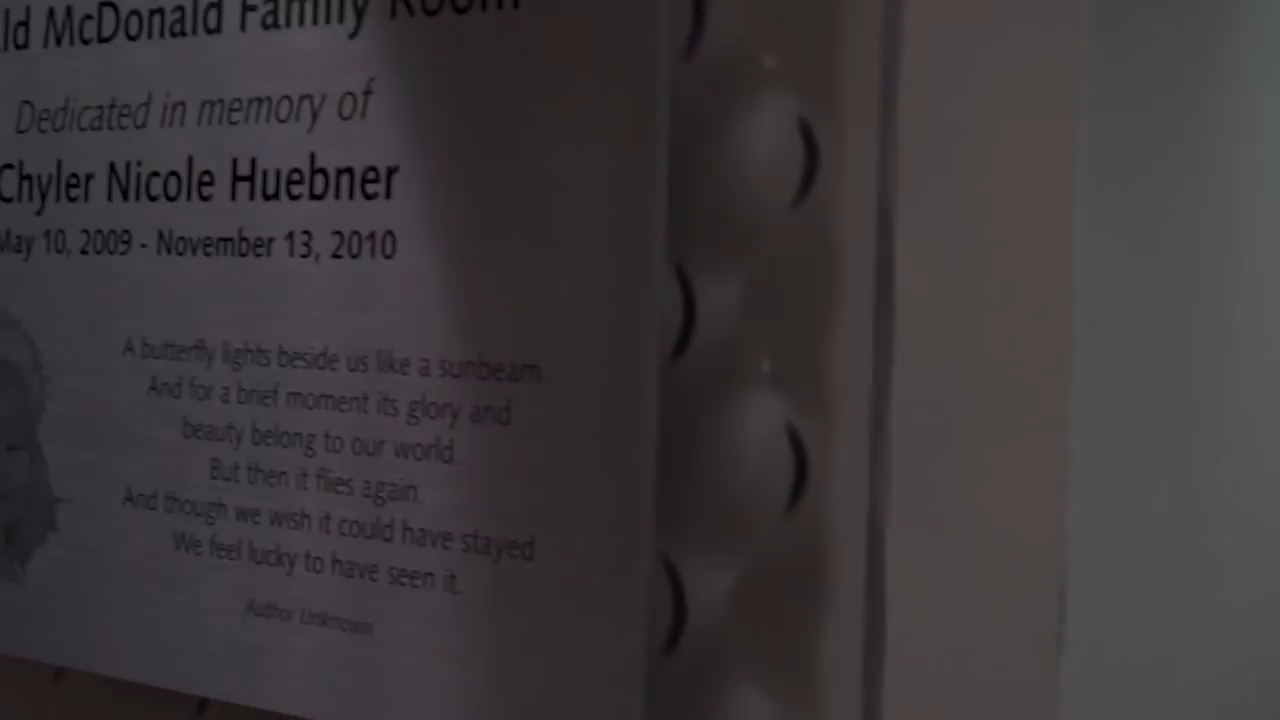 ld McDonald Family Room
Dedicated in memory of
Chyler Nicole Huebner
May 10, 2009 - November 13, 2010
A butterfly lights beside us like a sunbeam
And for a brief moment its glory and
beauty belong to our world.
But then it flies again.
And though we wish it could have stayed
We feel lucky to have seen it.
Author Unknown